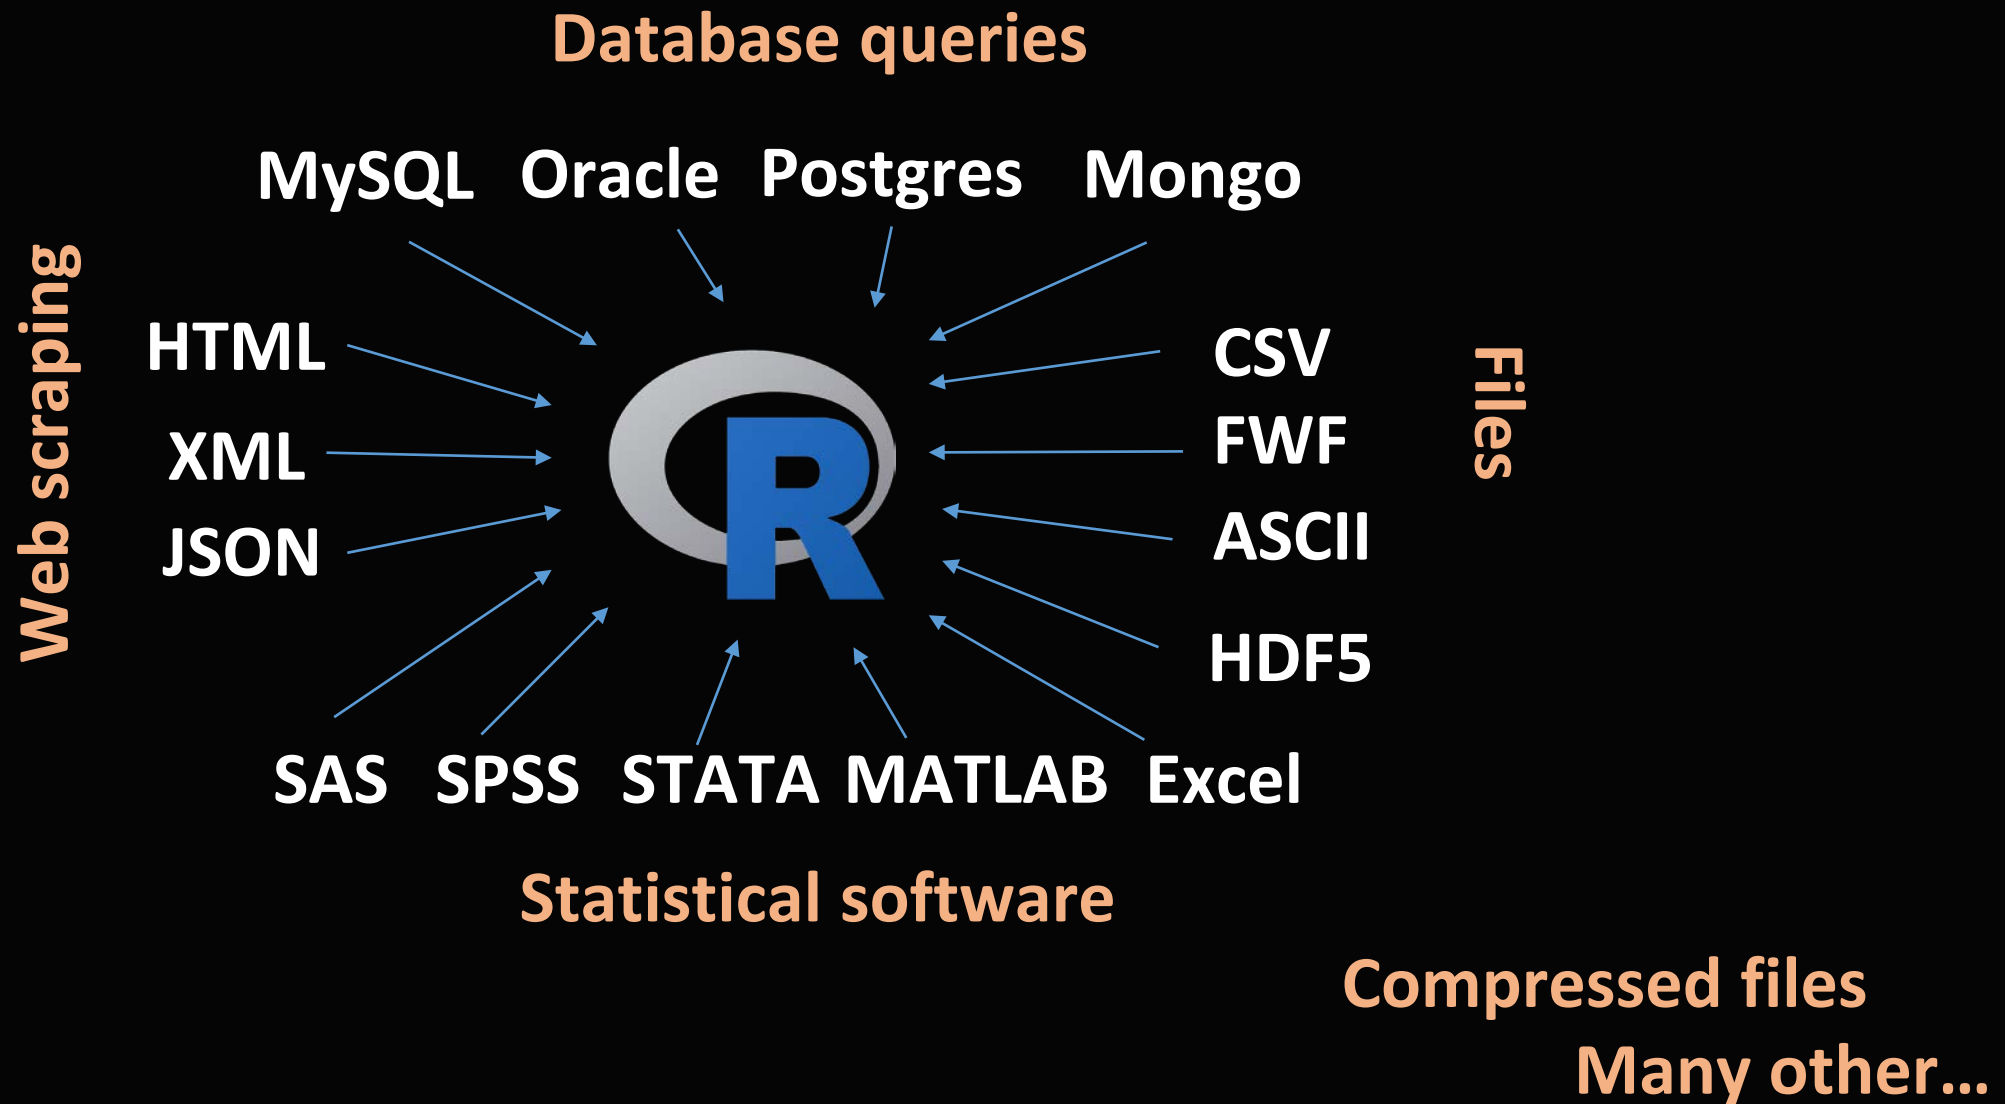 Database queries
MySQL Oracle Postgres Mongo
Web scraping
HTML
XML
JSON
R
CSV
FWF
ASCII
HDF5
Files
SAS SPSS STATA MATLAB Excel
Statistical software
Compressed files
Many other...